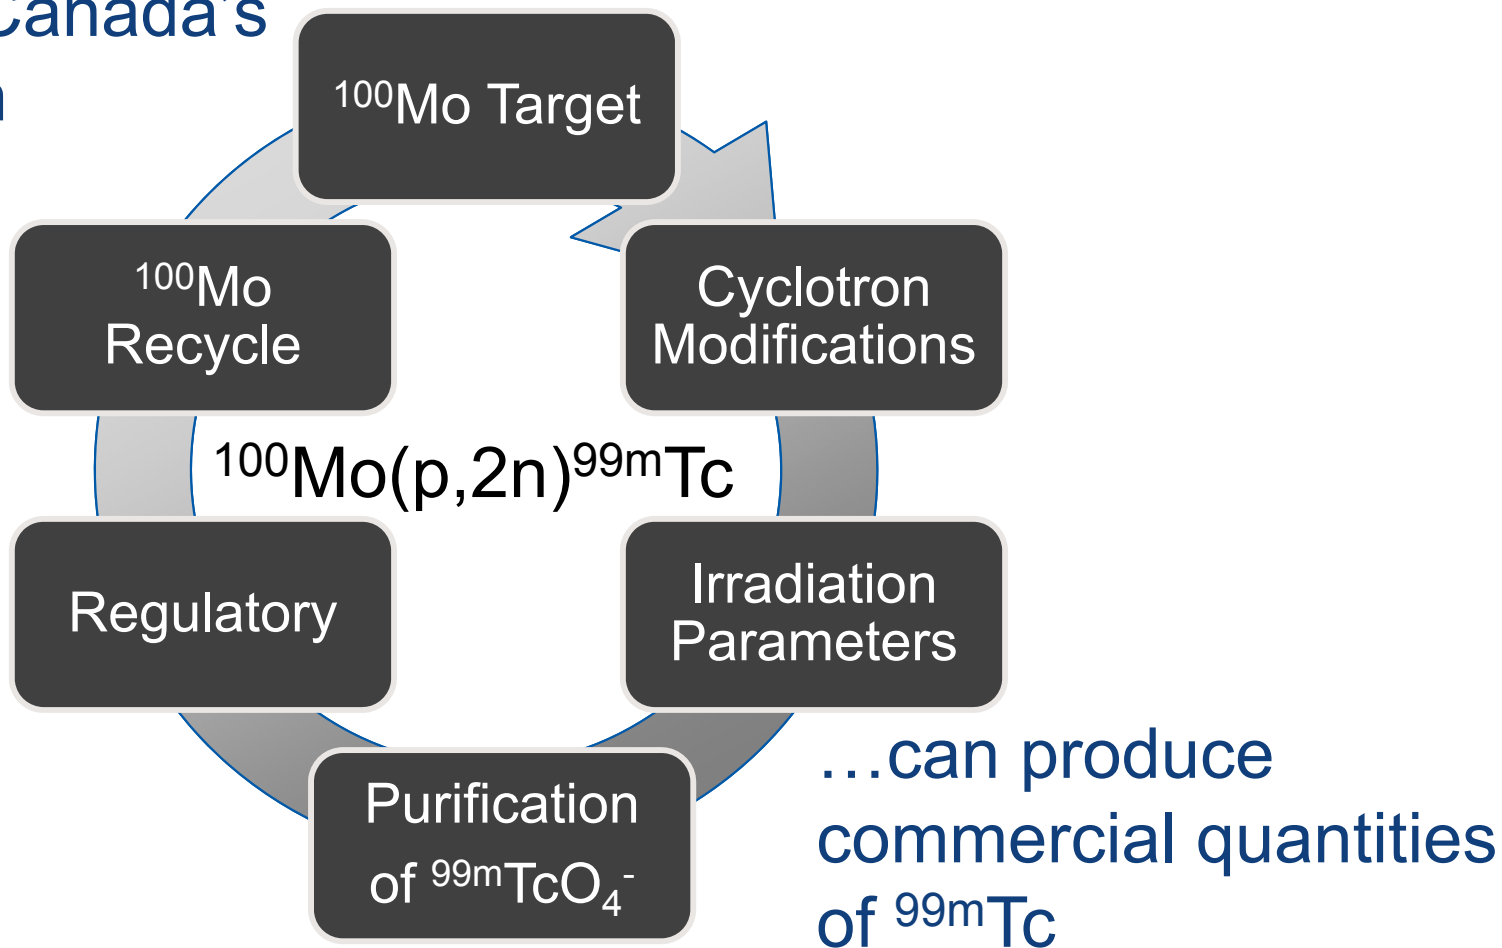 Canada's
¹⁰⁰Mo Target
¹⁰⁰Mo
Recycle
Cyclotron
Modifications
¹⁰⁰Mo(p,2n)⁹⁹ᵐTc
Regulatory
Irradiation
Parameters
Purification
of ⁹⁹ᵐTcO₄⁻
…can produce
commercial quantities
of ⁹⁹ᵐTc